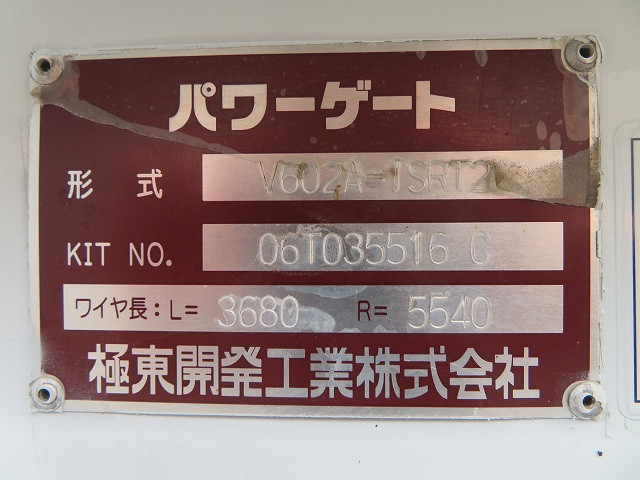 パワーゲート
形 式 V602A-1SRT2
KIT NO. 06T035516 C
ワイヤ長:L= 3680 R= 5540
極東開発工業株式会社